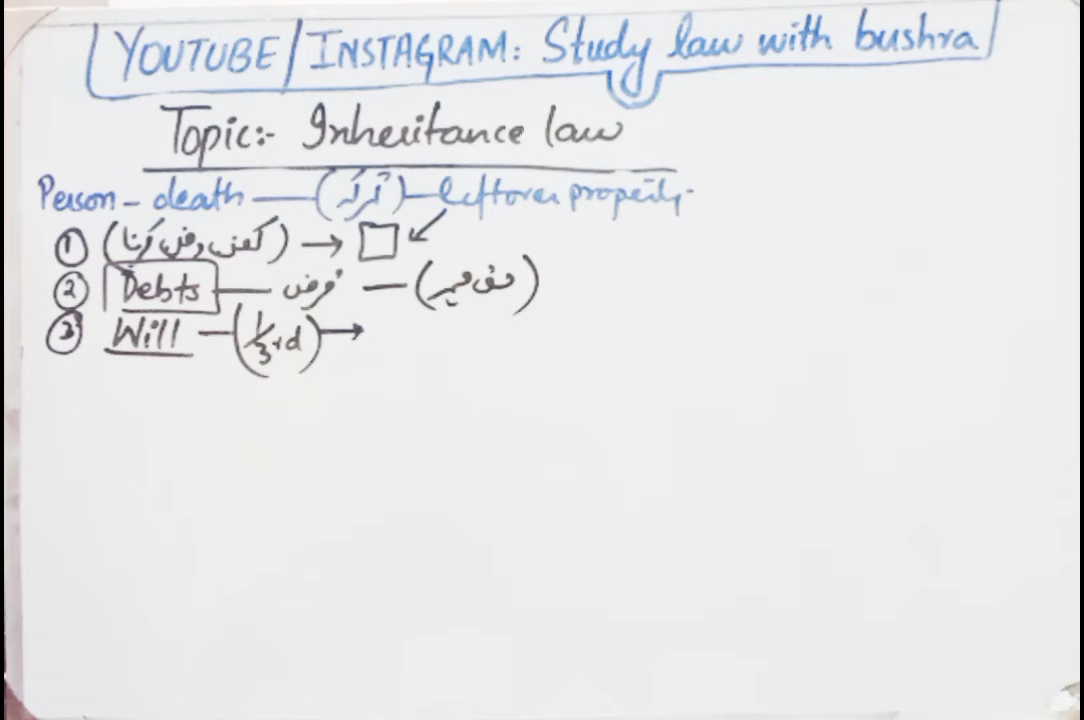 YOUTUBE/INSTAGRAM: Study law with bushra
Topic:- Inheritance law
Person - death — (ترکہ) — leftover property.
① (کفن دفن کرنا) → □ ↙
② Debts — قرض — (حق مہر)
③ Will — (1/3rd) →